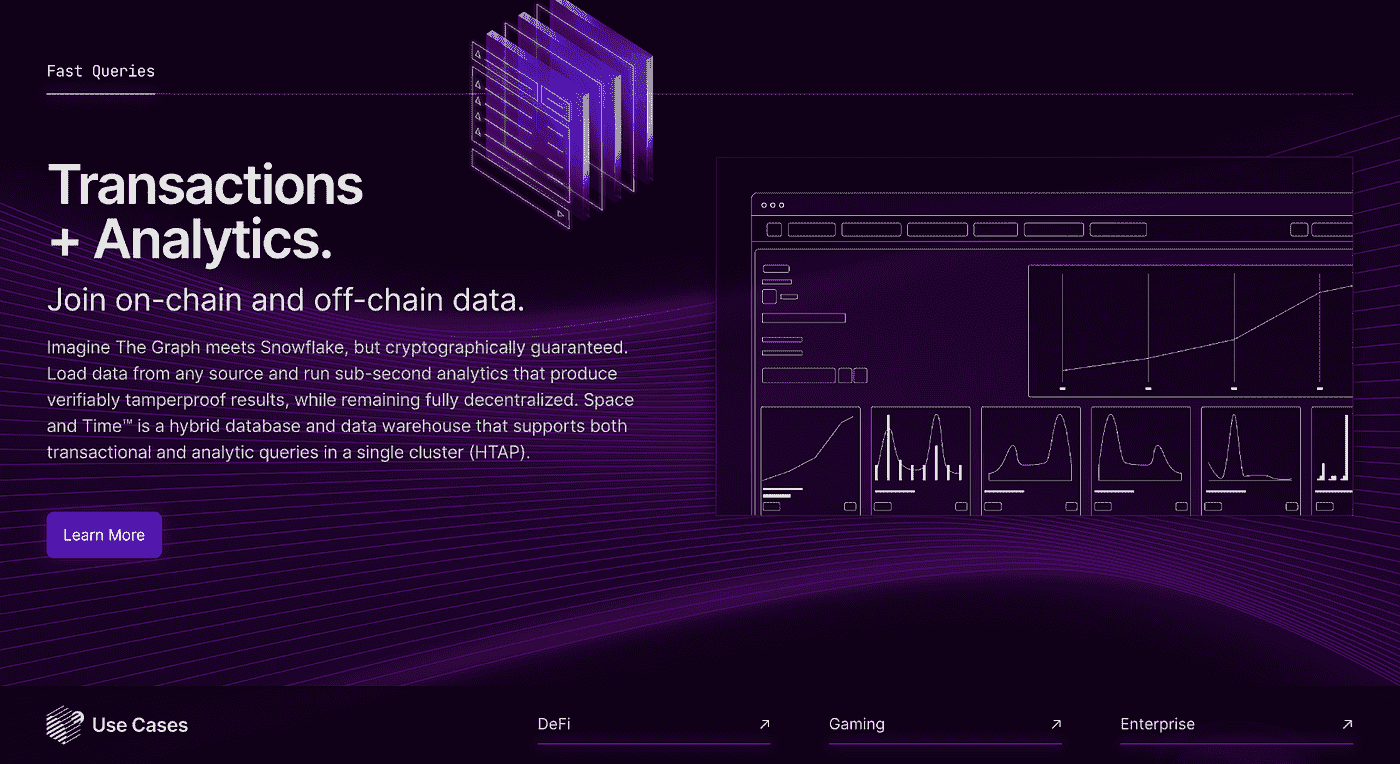 Fast Queries
Transactions
+ Analytics.
Join on-chain and off-chain data.
Imagine The Graph meets Snowflake, but cryptographically guaranteed.
Load data from any source and run sub-second analytics that produce
verifiably tamperproof results, while remaining fully decentralized. Space
and Time™ is a hybrid database and data warehouse that supports both
transactional and analytic queries in a single cluster (HTAP).
Learn More
Use Cases
DeFi
Gaming
Enterprise